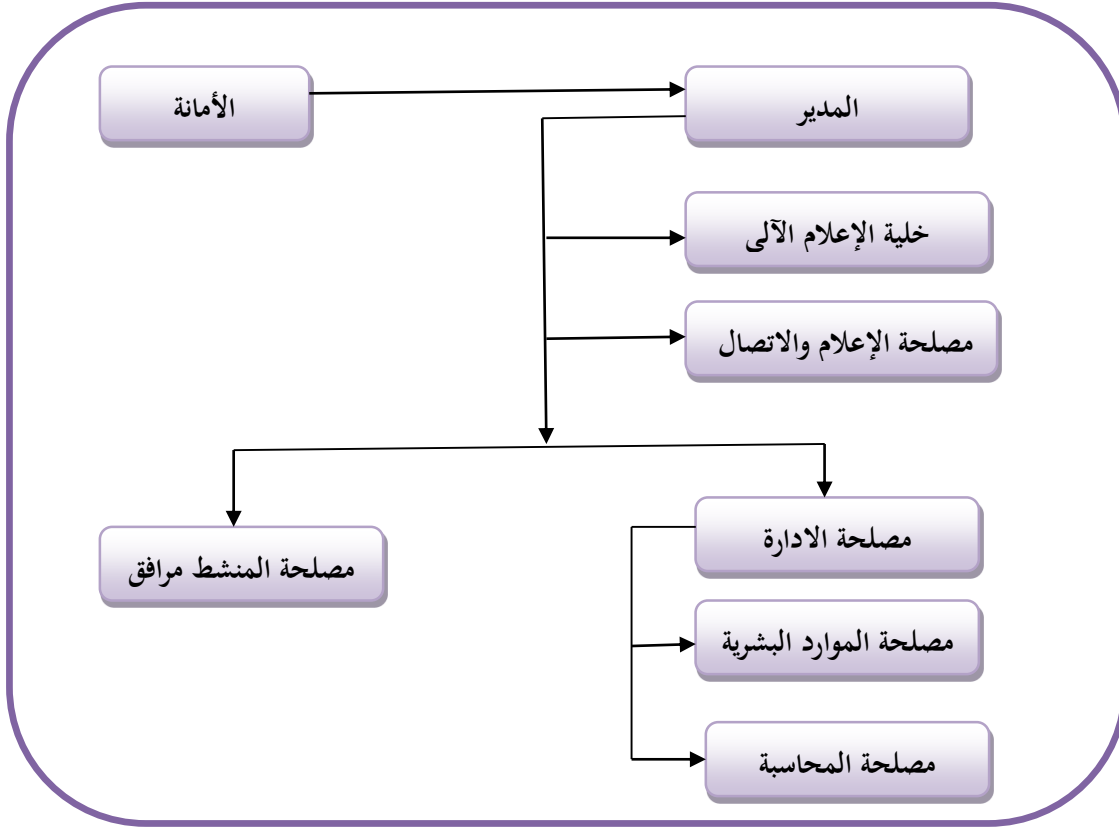 المدير
الأمانة
خلية الإعلام الآلى
مصلحة الإعلام والاتصال
مصلحة الادارة
مصلحة المنشط مرافق
مصلحة الموارد البشرية
مصلحة المحاسبة